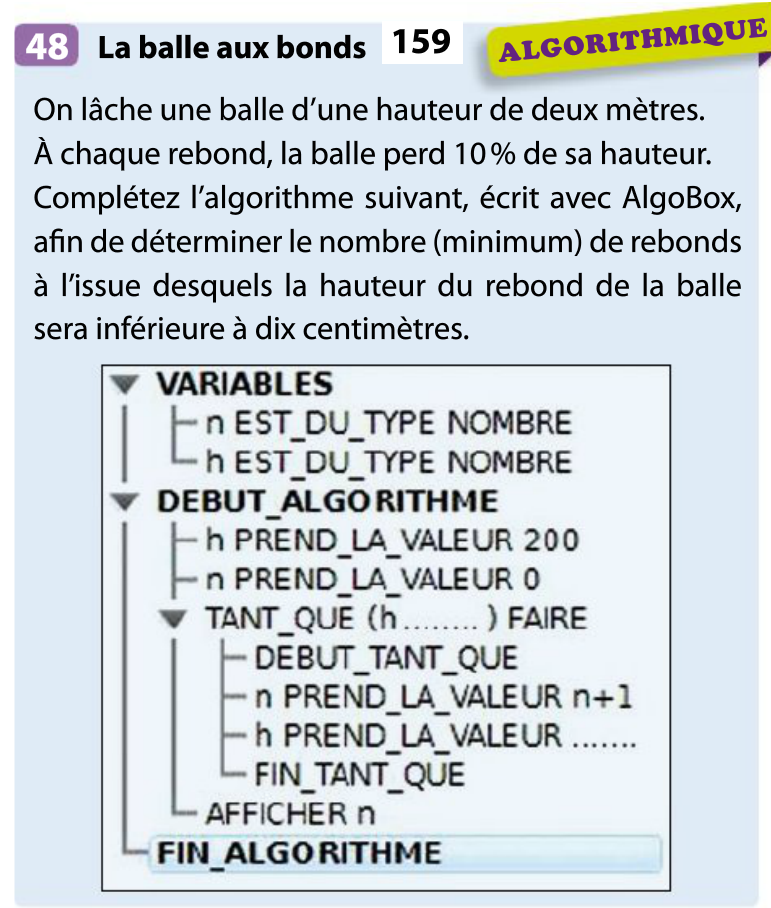 48 La balle aux bonds 159 ALGORITHMIQUE
On lâche une balle d’une hauteur de deux mètres.
À chaque rebond, la balle perd 10 % de sa hauteur.
Complétez l’algorithme suivant, écrit avec AlgoBox,
afin de déterminer le nombre (minimum) de rebonds
à l’issue desquels la hauteur du rebond de la balle
sera inférieure à dix centimètres.
VARIABLES
n EST_DU_TYPE NOMBRE
h EST_DU_TYPE NOMBRE
DEBUT_ALGORITHME
h PREND_LA_VALEUR 200
n PREND_LA_VALEUR 0
TANT_QUE (h........ ) FAIRE
DEBUT_TANT_QUE
n PREND_LA_VALEUR n+1
h PREND_LA_VALEUR .......
FIN_TANT_QUE
AFFICHER n
FIN_ALGORITHME